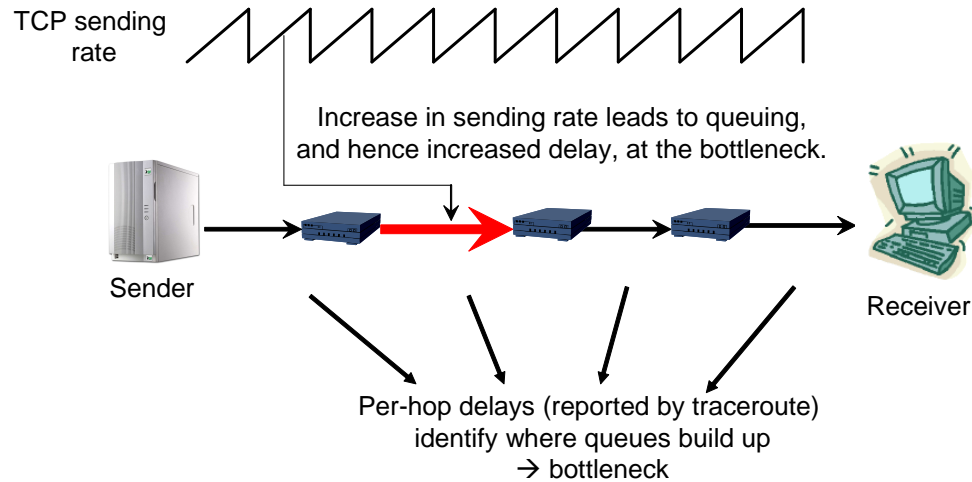 TCP sending
rate
Increase in sending rate leads to queuing,
and hence increased delay, at the bottleneck.
Sender
Receiver
Per-hop delays (reported by traceroute)
identify where queues build up
→ bottleneck